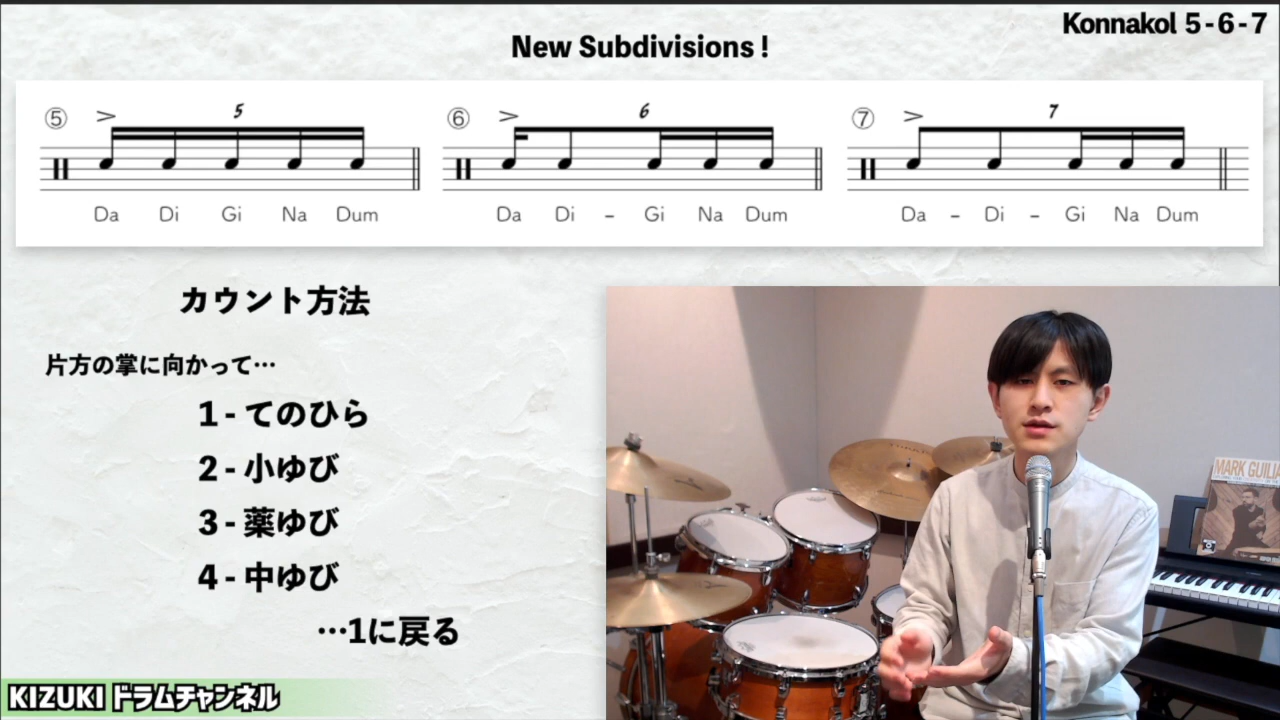 Konnakol 5-6-7
New Subdivisions !
⑤ > 5
⑥ > 6
⑦ > 7
Da Di Gi Na Dum
Da Di - Gi Na Dum
Da - Di - Gi Na Dum
カウント方法
片方の掌に向かって…
1 - てのひら
2 - 小ゆび
3 - 薬ゆび
4 - 中ゆび
…1に戻る
MARK
KIZUKI ドラムチャンネル